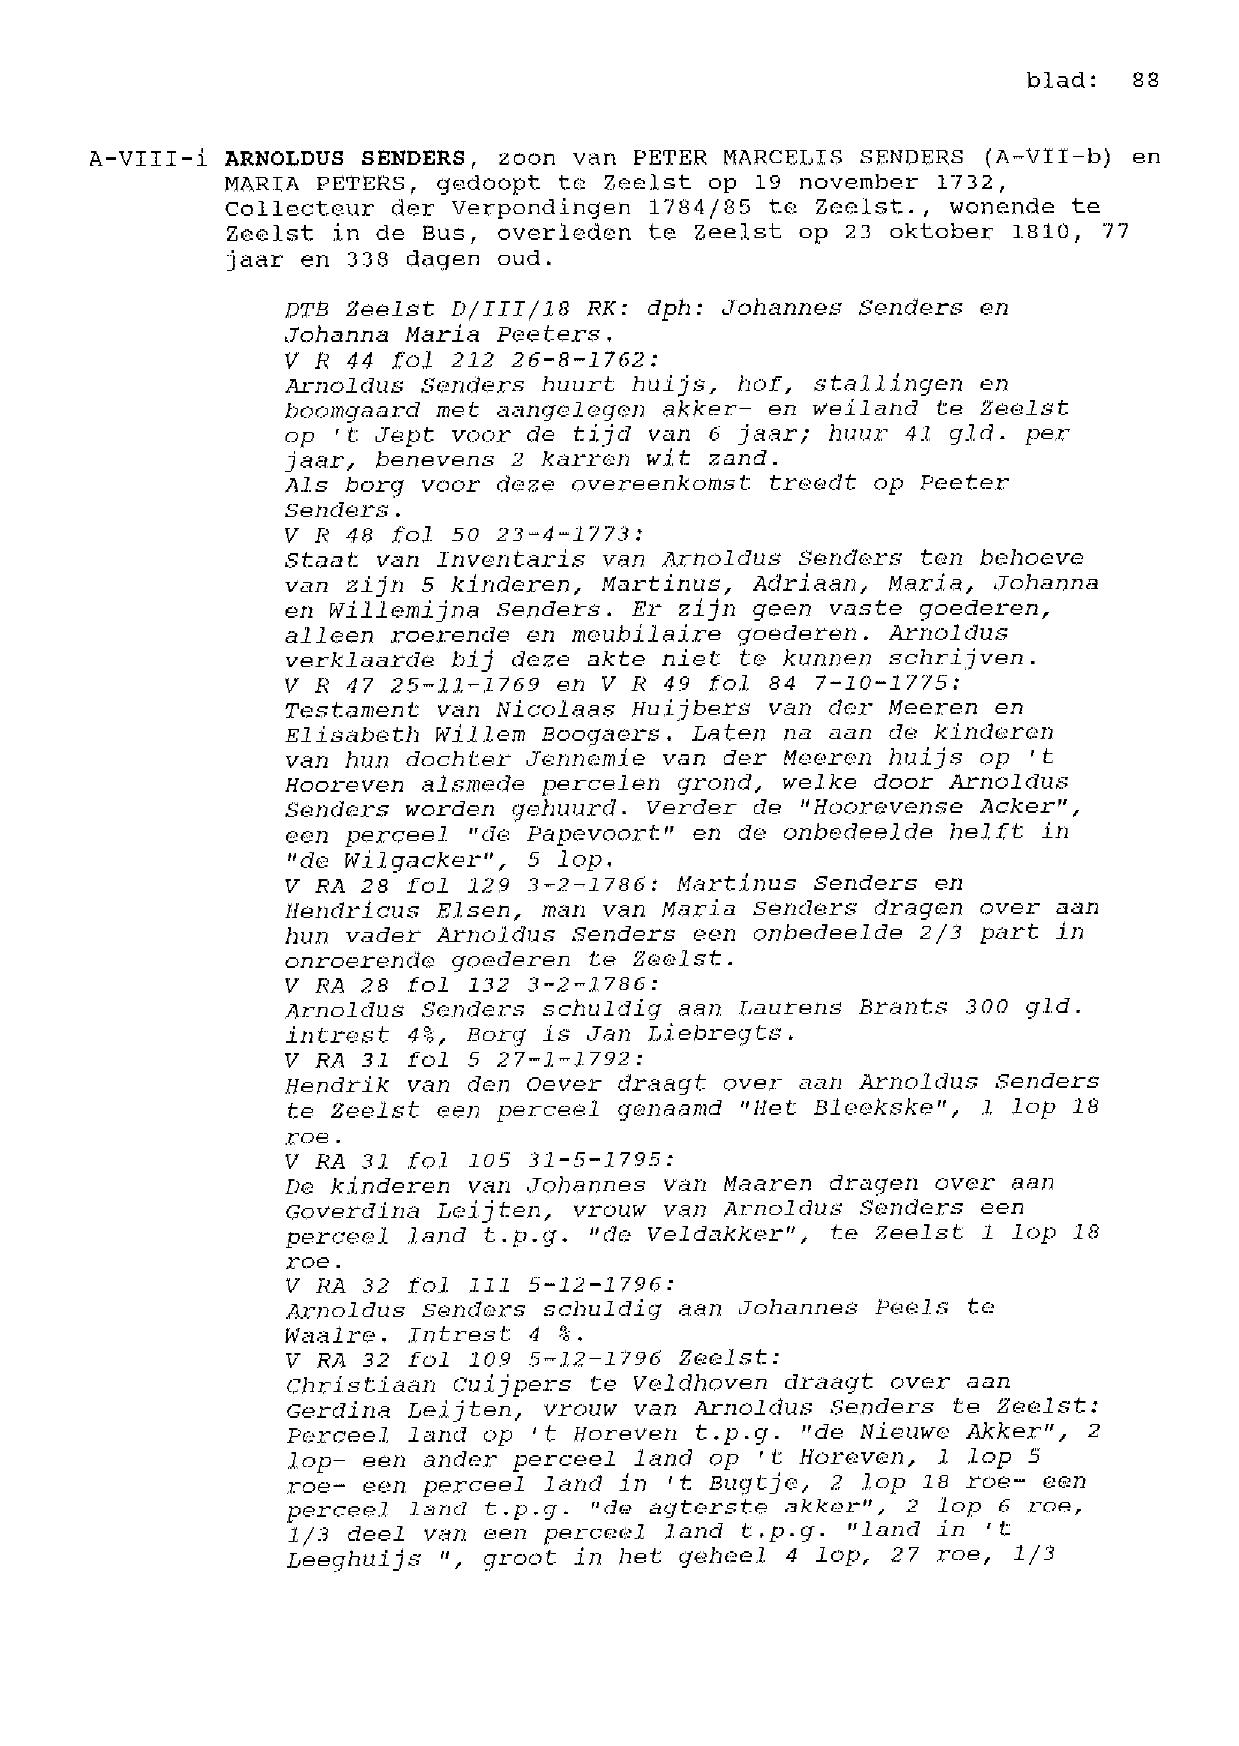 blad: 88
A-VIII-i ARNOLDUS SENDERS, zoon van PETER MARCELIS SENDERS (A-VII-b) en
MARIA PETERS, gedoopt te Zeelst op 19 november 1732,
Collecteur der Verpondingen 1784/85 te Zeelst., wonende te
Zeelst in de Bus, overleden te Zeelst op 23 oktober 1810, 77
jaar en 338 dagen oud.
DTB Zeelst D/III/18 RK: dph: Johannes Senders en
Johanna Maria Peeters.
V R 44 fol 212 26-8-1762:
Arnoldus Senders huurt huijs, hof, stallingen en
boomgaard met aangelegen akker- en weiland te Zeelst
op 't Jept voor de tijd van 6 jaar; huur 41 gld. per
jaar, benevens 2 karren wit zand.
Als borg voor deze overeenkomst treedt op Peeter
Senders.
V R 48 fol 50 23-4-1773:
Staat van Inventaris van Arnoldus Senders ten behoeve
van zijn 5 kinderen, Martinus, Adriaan, Maria, Johanna
en Willemijna Senders. Er zijn geen vaste goederen,
alleen roerende en meubilaire goederen. Arnoldus
verklaarde bij deze akte niet te kunnen schrijven.
V R 47 25-11-1769 en V R 49 fol 84 7-10-1775:
Testament van Nicolaas Huijbers van der Meeren en
Elisabeth Willem Boogaers. Laten na aan de kinderen
van hun dochter Jennemie van der Meeren huijs op 't
Hooreven alsmede percelen grond, welke door Arnoldus
Senders worden gehuurd. Verder de "Hoorevense Acker",
een perceel "de Papevoort" en de onbedeelde helft in
"de Wilgacker", 5 lop.
V RA 28 fol 129 3-2-1786: Martinus Senders en
Hendricus Elsen, man van Maria Senders dragen over aan
hun vader Arnoldus Senders een onbedeelde 2/3 part in
onroerende goederen te Zeelst.
V RA 28 fol 132 3-2-1786:
Arnoldus Senders schuldig aan Laurens Brants 300 gld.
intrest 4%, Borg is Jan Liebregts.
V RA 31 fol 5 27-1-1792:
Hendrik van den Oever draagt over aan Arnoldus Senders
te Zeelst een perceel genaamd "Het Bleekske", 1 lop 18
roe.
V RA 31 fol 105 31-5-1795:
De kinderen van Johannes van Maaren dragen over aan
Goverdina Leijten, vrouw van Arnoldus Senders een
perceel land t.p.g. "de Veldakker", te Zeelst 1 lop 18
roe.
V RA 32 fol 111 5-12-1796:
Arnoldus Senders schuldig aan Johannes Peels te
Waalre. Intrest 4 %.
V RA 32 fol 109 5-12-1796 Zeelst:
Christiaan Cuijpers te Veldhoven draagt over aan
Gerdina Leijten, vrouw van Arnoldus Senders te Zeelst:
Perceel land op 't Horeven t.p.g. "de Nieuwe Akker", 2
lop- een ander perceel land op 't Horeven, 1 lop 5
roe- een perceel land in 't Bugtje, 2 lop 18 roe- een
perceel land t.p.g. "de agterste akker", 2 lop 6 roe,
1/3 deel van een perceel land t.p.g. "land in 't
Leeghuijs ", groot in het geheel 4 lop, 27 roe, 1/3